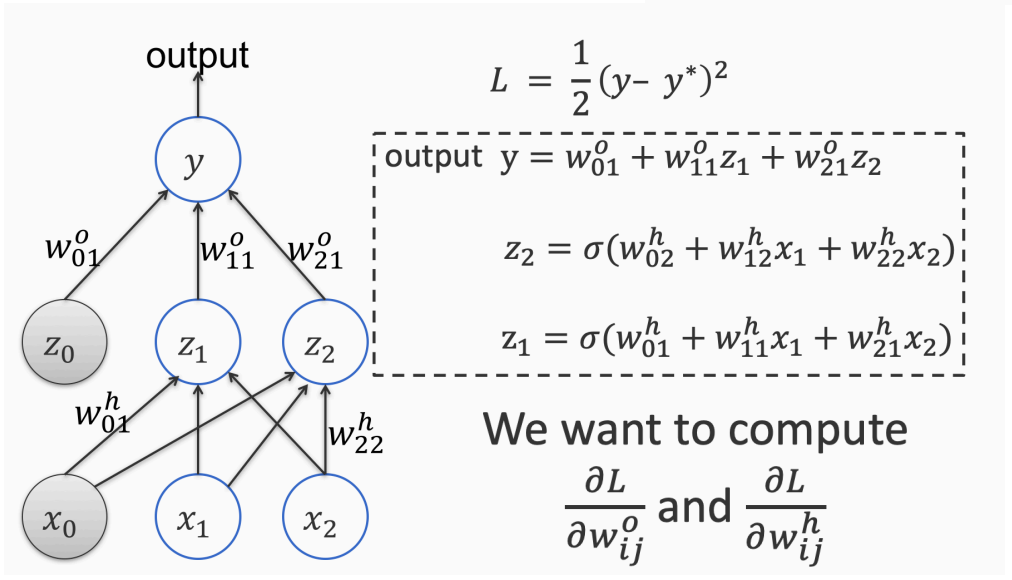 output
L = \frac{1}{2}(y- y^*)^2
y
output y = w_{01}^o + w_{11}^o z_1 + w_{21}^o z_2
w_{01}^o w_{11}^o w_{21}^o
z_2 = \sigma(w_{02}^h + w_{12}^h x_1 + w_{22}^h x_2)
z_0 z_1 z_2
z_1 = \sigma(w_{01}^h + w_{11}^h x_1 + w_{21}^h x_2)
w_{01}^h w_{22}^h
We want to compute
\frac{\partial L}{\partial w_{ij}^o} and \frac{\partial L}{\partial w_{ij}^h}
x_0 x_1 x_2